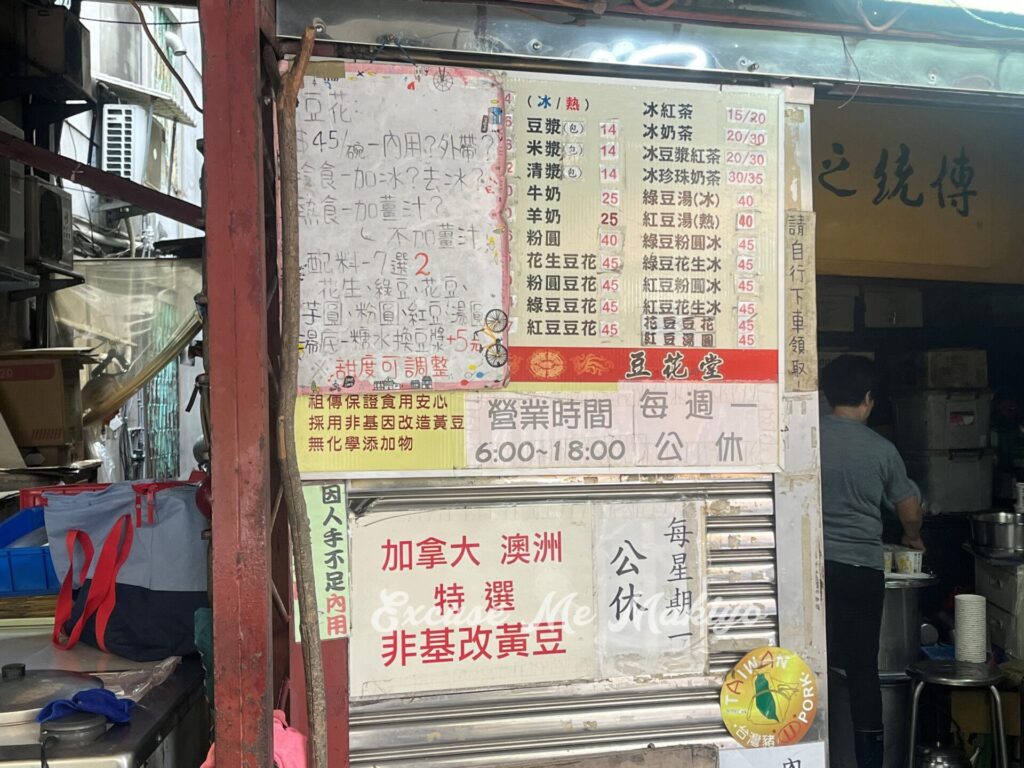 豆花:
$45/碗-內用?外帶?
冷食-加冰?去冰?
熱食-加薑汁?
不加薑汁
配料-7選2
花生、綠豆、花豆、
芋圓、粉圓、紅豆、湯圓
湯底-糖水換豆漿+5元
※甜度可調整
(冰/熱)
豆漿(包) 14
米漿(包) 14
清漿(包) 14
牛奶 25
羊奶 25
粉圓 40
花生豆花 45
粉圓豆花 45
綠豆豆花 45
紅豆豆花 45
冰紅茶 15/20
冰奶茶 20/30
冰豆漿紅茶 20/30
冰珍珠奶茶 30/35
綠豆湯(冰) 40
紅豆湯(熱) 40
綠豆粉圓冰 45
綠豆花生冰 45
紅豆粉圓冰 45
紅豆花生冰 45
花豆豆花 45
紅豆湯圓 45
豆花堂
祖傳保證食用安心
採用非基因改造黃豆
無化學添加物
營業時間
6:00~18:00
每週一
公休
請自行下車領取!
傳統之
因人手不足內用
加拿大 澳洲
特選
非基改黃豆
每星期一
公休
Excuse Me Makiyo
TAIWAN PORK
台灣豬
內